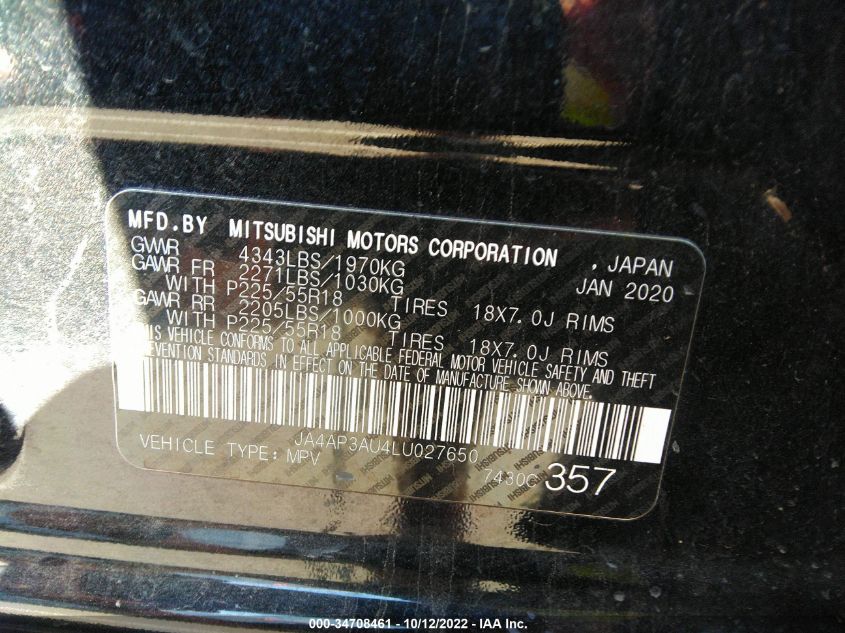 MFD.BY MITSUBISHI MOTORS CORPORATION , JAPAN
GWWR 4343LBS/1970KG JAN 2020
GAWR FR 2271LBS/1030KG
WITH P225/55R18 TIRES 18X7.0J RIMS
GAWR RR 2205LBS/1000KG
WITH P225/55R18 TIRES 18X7.0J RIMS
THIS VEHICLE CONFORMS TO ALL APPLICABLE FEDERAL MOTOR VEHICLE SAFETY AND THEFT
PREVENTION STANDARDS IN EFFECT ON THE DATE OF MANUFACTURE SHOWN ABOVE.
JA4AP3AU4LU027650
VEHICLE TYPE: MPV 7430C 357
000-34708461 - 10/12/2022 - IAA Inc.